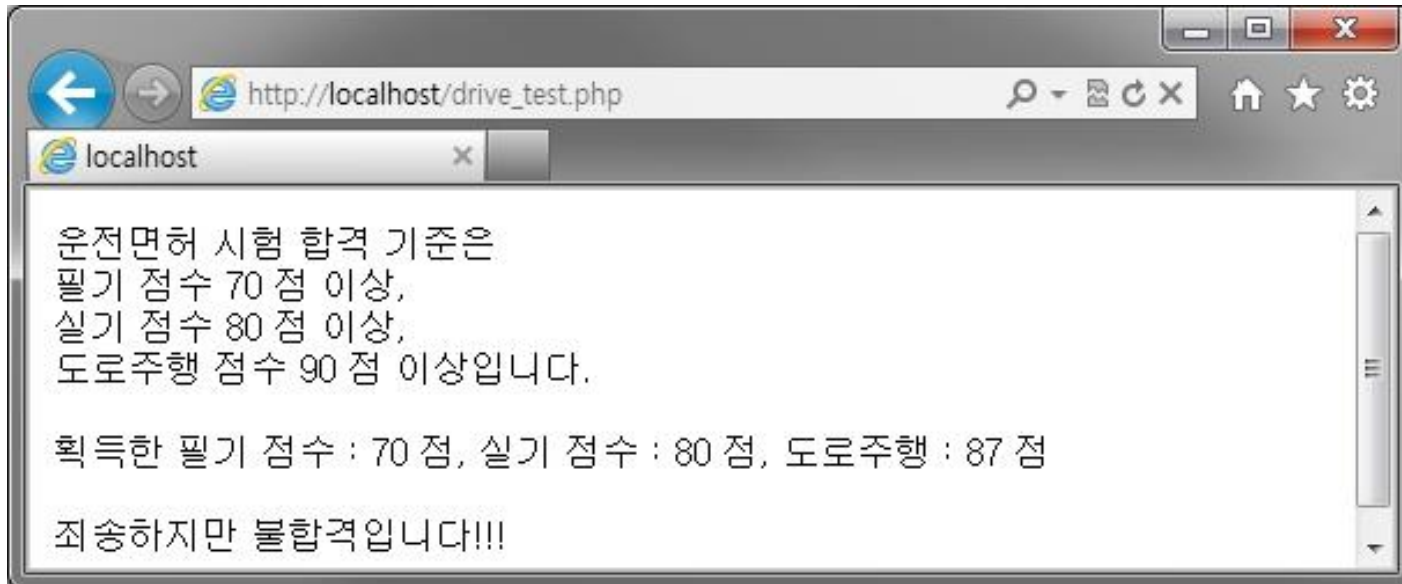 http://localhost/drive_test.php
localhost
운전면허 시험 합격 기준은
필기 점수 70 점 이상,
실기 점수 80 점 이상,
도로주행 점수 90 점 이상입니다.
획득한 필기 점수 : 70 점, 실기 점수 : 80 점, 도로주행 : 87 점
죄송하지만 불합격입니다!!!